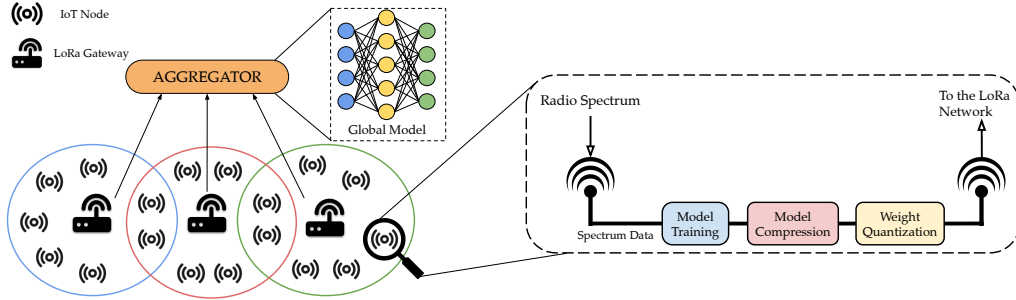 IoT Node
LoRa Gateway
AGGREGATOR
Global Model
Radio Spectrum
To the LoRa
Network
Spectrum Data
Model
Training
Model
Compression
Weight
Quantization